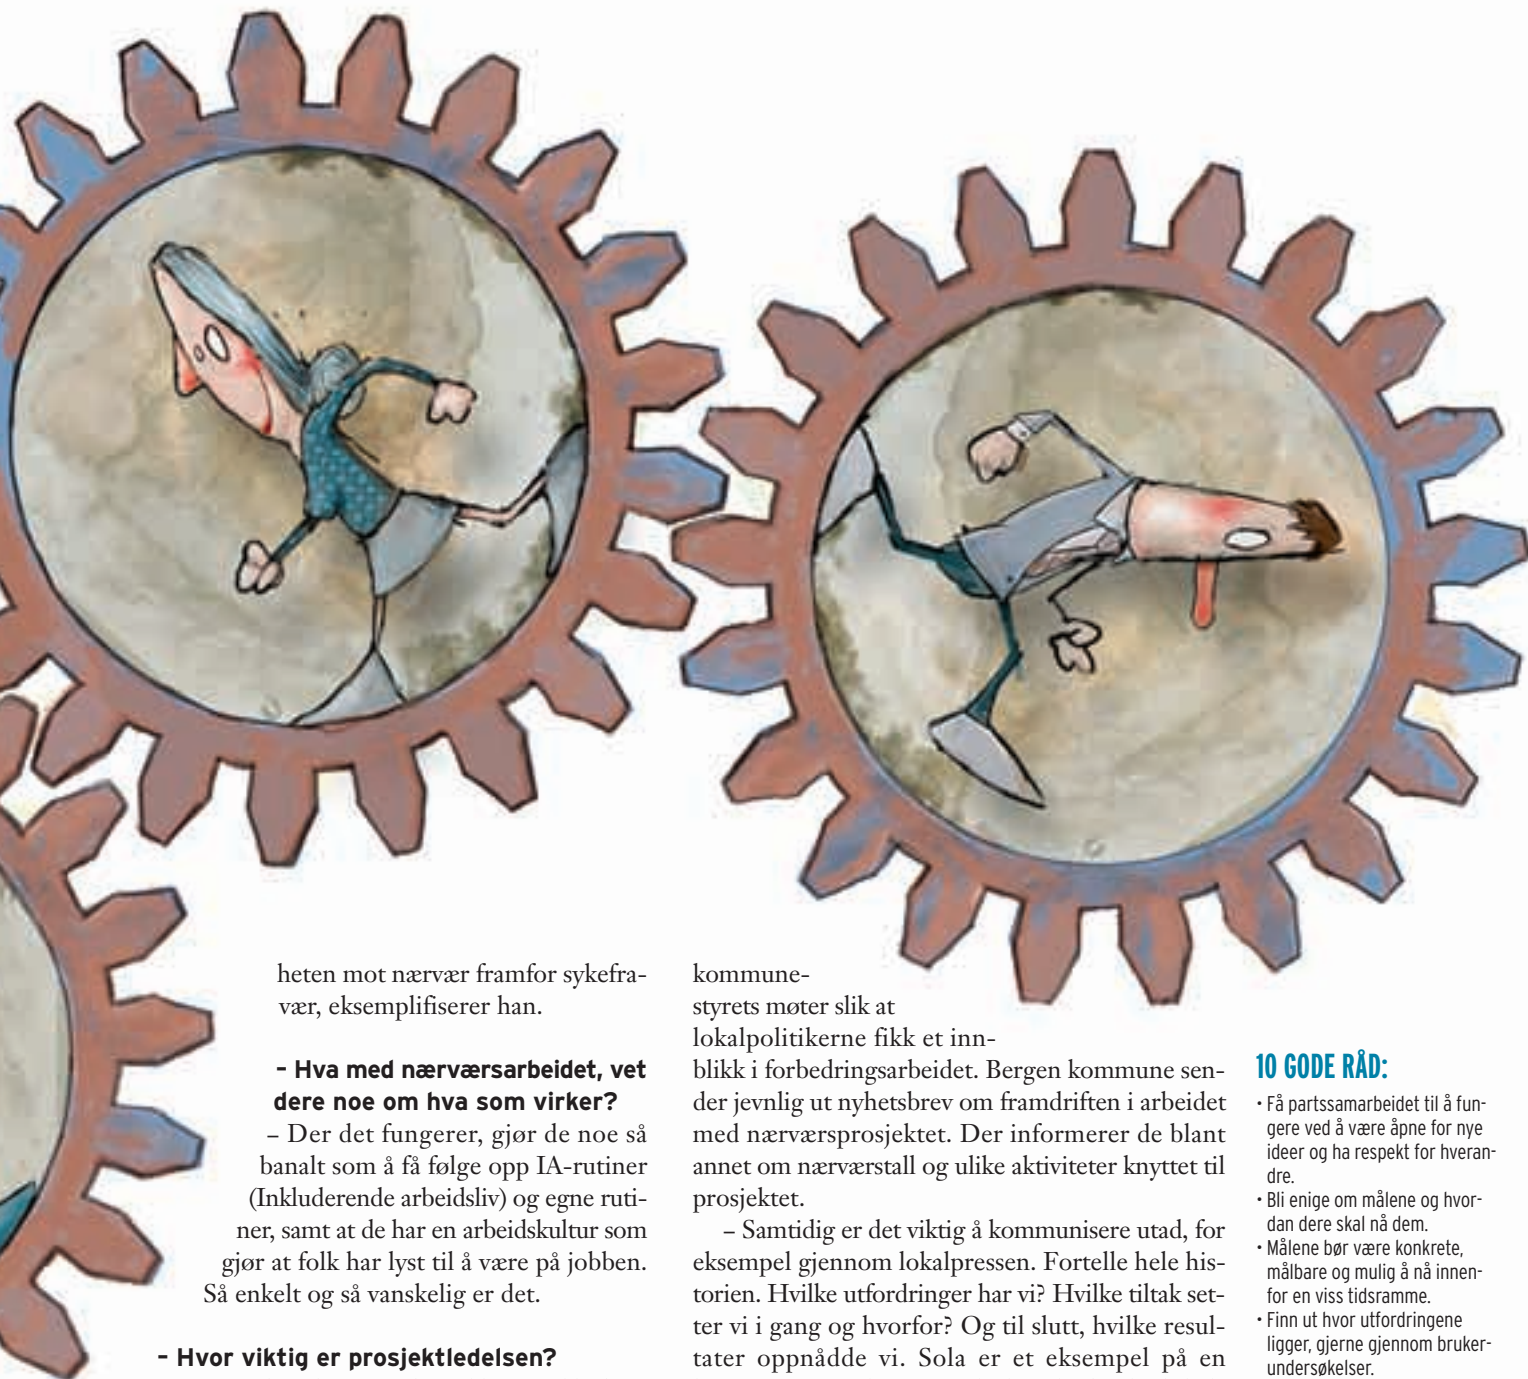 heten mot nærvær framfor sykefra-
vær, eksemplifiserer han.
– Hva med nærværsarbeidet, vet
dere noe om hva som virker?
– Der det fungerer, gjør de noe så
banalt som å få følge opp IA-rutiner
(Inkluderende arbeidsliv) og egne ruti-
ner, samt at de har en arbeidskultur som
gjør at folk har lyst til å være på jobben.
Så enkelt og så vanskelig er det.
– Hvor viktig er prosjektledelsen?
kommune-
styrets møter slik at
lokalpolitikerne fikk et inn-
blikk i forbedringsarbeidet. Bergen kommune sen-
der jevnlig ut nyhetsbrev om framdriften i arbeidet
med nærværsprosjektet. Der informerer de blant
annet om nærværstall og ulike aktiviteter knyttet til
prosjektet.
– Samtidig er det viktig å kommunisere utad, for
eksempel gjennom lokalpressen. Fortelle hele his-
torien. Hvilke utfordringer har vi? Hvilke tiltak set-
ter vi i gang og hvorfor? Og til slutt, hvilke resul-
tater oppnådde vi. Sola er et eksempel på en
10 GODE RÅD:
• Få partssamarbeidet til å fun-
gere ved å være åpne for nye
ideer og ha respekt for hveran-
dre.
• Bli enige om målene og hvor-
dan dere skal nå dem.
• Målene bør være konkrete,
målbare og mulig å nå innen-
for en viss tidsramme.
• Finn ut hvor utfordringene
ligger, gjerne gjennom bruker-
undersøkelser.